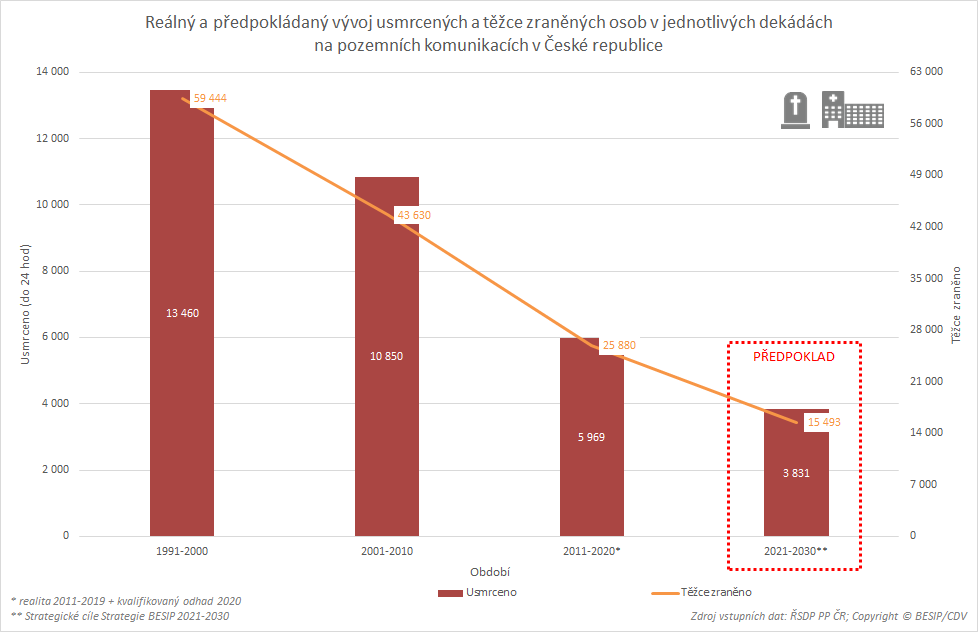 Reálný a předpokládaný vývoj usmrcených a těžce zraněných osob v jednotlivých dekádách
na pozemních komunikacích v České republice
14 000
12 000
10 000
8 000
6 000
4 000
2 000
0
Usmrceno (do 24 hod)
63 000
56 000
49 000
42 000
35 000
28 000
21 000
14 000
7 000
0
Těžce zraněno
59 444
43 630
25 880
15 493
13 460
10 850
5 969
3 831
PŘEDPOKLAD
1991-2000
2001-2010
2011-2020*
2021-2030**
Období
Usmrceno
Těžce zraněno
* realita 2011-2019 + kvalifikovaný odhad 2020
** Strategické cíle Strategie BESIP 2021-2030
Zdroj vstupních dat: ŘSDP PP ČR; Copyright © BESIP/CDV